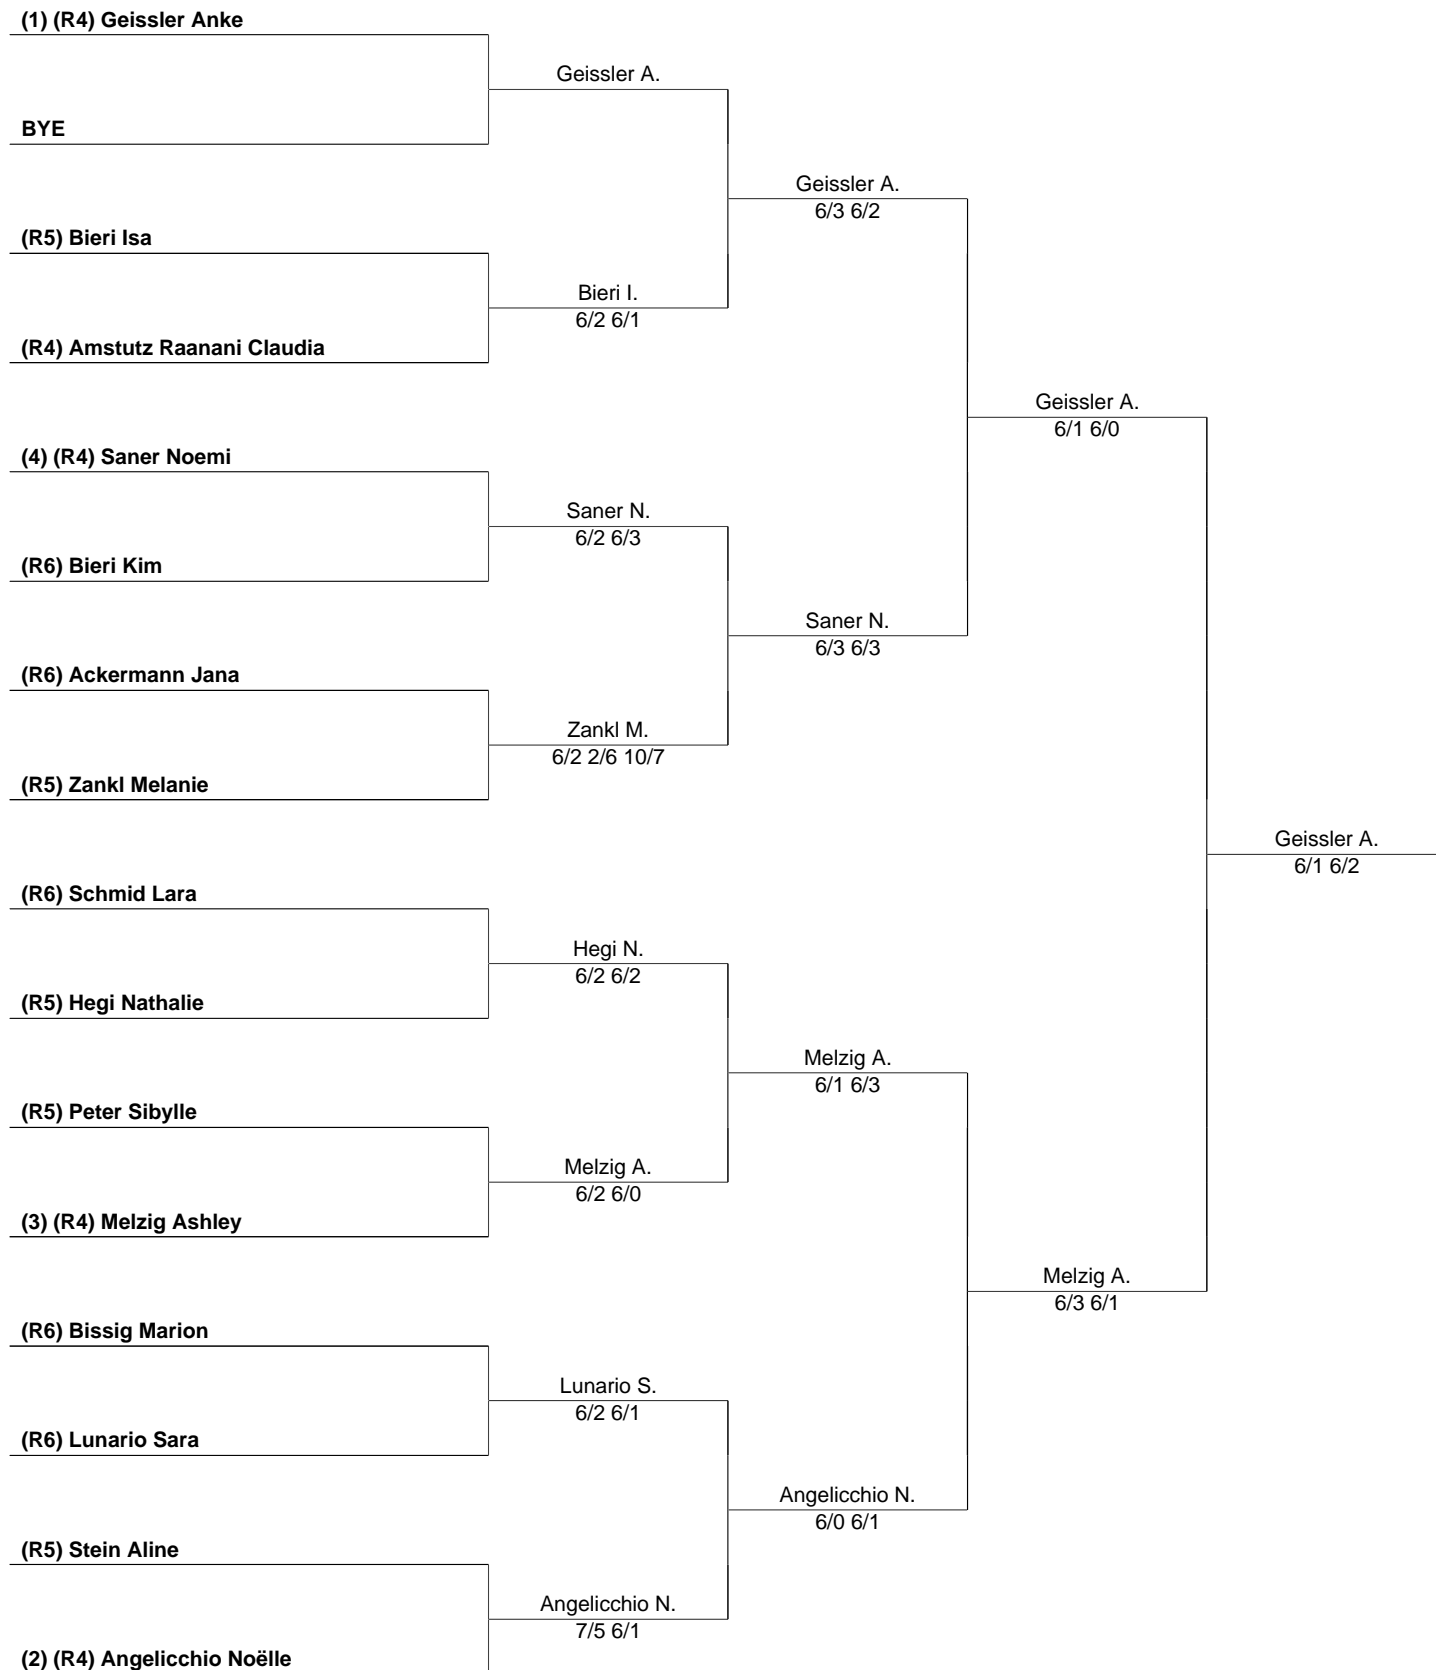 (1) (R4) Geissler Anke
Geissler A.
BYE
Geissler A.
6/3 6/2
(R5) Bieri Isa
Bieri I.
6/2 6/1
(R4) Amstutz Raanani Claudia
Geissler A.
6/1 6/0
(4) (R4) Saner Noemi
Saner N.
6/2 6/3
(R6) Bieri Kim
Saner N.
6/3 6/3
(R6) Ackermann Jana
Zankl M.
6/2 2/6 10/7
(R5) Zankl Melanie
Geissler A.
6/1 6/2
(R6) Schmid Lara
Hegi N.
6/2 6/2
(R5) Hegi Nathalie
Melzig A.
6/1 6/3
(R5) Peter Sibylle
Melzig A.
6/2 6/0
(3) (R4) Melzig Ashley
Melzig A.
6/3 6/1
(R6) Bissig Marion
Lunario S.
6/2 6/1
(R6) Lunario Sara
Angelicchio N.
6/0 6/1
(R5) Stein Aline
Angelicchio N.
7/5 6/1
(2) (R4) Angelicchio Noëlle